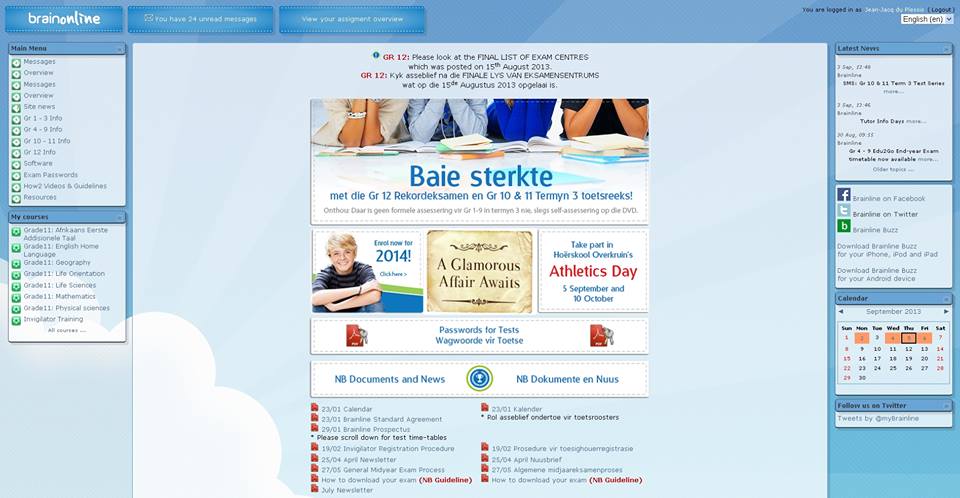 brainonline
You have 24 unread messages
View your assigment overview
You are logged in as Jean-Jacq du Plessis (Logout)
English (en)
Main Menu
Messages
Overview
Messages
Overview
Site news
Gr 1 - 3 Info
Gr 4 - 9 Info
Gr 10 - 11 Info
Gr 12 Info
Software
Exam Passwords
How2 Videos & Guidelines
Resources
My courses
Grade11: Afrikaans Eerste
Addisionele Taal
Grade11: English Home
Language
Grade11: Geography
Grade11: Life Orientation
Grade11: Life Sciences
Grade11: Mathematics
Grade11: Physical sciences
Invigilator Training
All courses ...
GR 12: Please look at the FINAL LIST OF EXAM CENTRES
which was posted on 15th August 2013.
GR 12: Kyk asseblief na die FINALE LYS VAN EKSAMENSENTRUMS
wat op die 15de Augustus 2013 opgelaai is.
Baie sterkte
met die Gr 12 Rekordeksamen en Gr 10 & 11 Termyn 3 toetsreeks!
Onthou: Daar is geen formele assessering vir Gr 1-9 in termyn 3 nie, slegs self-assessering op die DVD.
Enrol now for
2014!
Click here >
A Glamorous
Affair Awaits
Take part in
Hoërskool Overkruin's
Athletics Day
5 September and
10 October
Passwords for Tests
Wagwoorde vir Toetse
NB Documents and News
NB Dokumente en Nuus
23/01 Calendar
23/01 Brainline Standard Agreement
29/01 Brainline Prospectus
* Please scroll down for test time-tables
19/02 Invigilator Registration Procedure
25/04 April Newsletter
27/05 General Midyear Exam Process
How to download your exam (NB Guideline)
July Newsletter
23/01 Kalender
* Rol asseblief ondertoe vir toetsroosters
19/02 Prosedure vir toesighouerregistrasie
25/04 April Nuusbrief
27/05 Algemene midjaareksamenproses
How to download your exam (NB Guideline)
Latest News
3 Sep, 13:48
Brainline
SMS: Gr 10 & 11 Term 3 Test Series
more...
3 Sep, 13:46
Brainline
Tutor Info Days more...
30 Aug, 09:55
Brainline
Gr 4 - 9 Edu2Go End-year Exam
timetable now available more...
Older topics ...
Brainline on Facebook
Brainline on Twitter
Brainline Buzz
Download Brainline Buzz
for your iPhone, iPod and iPad
Download Brainline Buzz
for your Android device
Calendar
September 2013
Sun Mon Tue Wed Thu Fri Sat
1 2 3 4 5 6 7
8 9 10 11 12 13 14
15 16 17 18 19 20 21
22 23 24 25 26 27 28
29 30
Follow us on Twitter
Tweets by @myBrainline